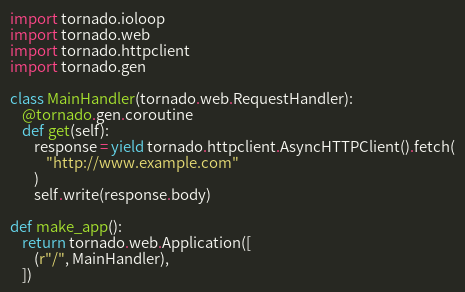 import tornado.ioloop
import tornado.web
import tornado.httpclient
import tornado.gen

class MainHandler(tornado.web.RequestHandler):
    @tornado.gen.coroutine
    def get(self):
        response = yield tornado.httpclient.AsyncHTTPClient().fetch(
            "http://www.example.com"
        )
        self.write(response.body)

def make_app():
    return tornado.web.Application([
        (r"/", MainHandler),
    ])